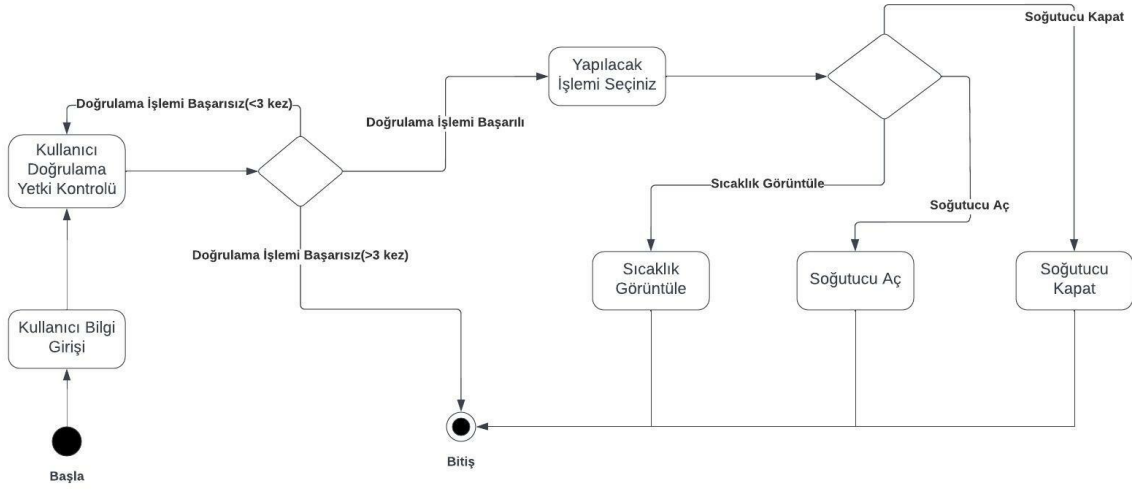 Soğutucu Kapat
Yapılacak
İşlemi Seçiniz
Doğrulama İşlemi Başarısız(<3 kez)
Doğrulama İşlemi Başarılı
Kullanıcı
Doğrulama
Yetki Kontrolü
Sıcaklık Görüntüle
Soğutucu Aç
Doğrulama İşlemi Başarısız(>3 kez)
Sıcaklık
Görüntüle
Soğutucu Aç
Soğutucu
Kapat
Kullanıcı Bilgi
Girişi
Bitiş
Başla